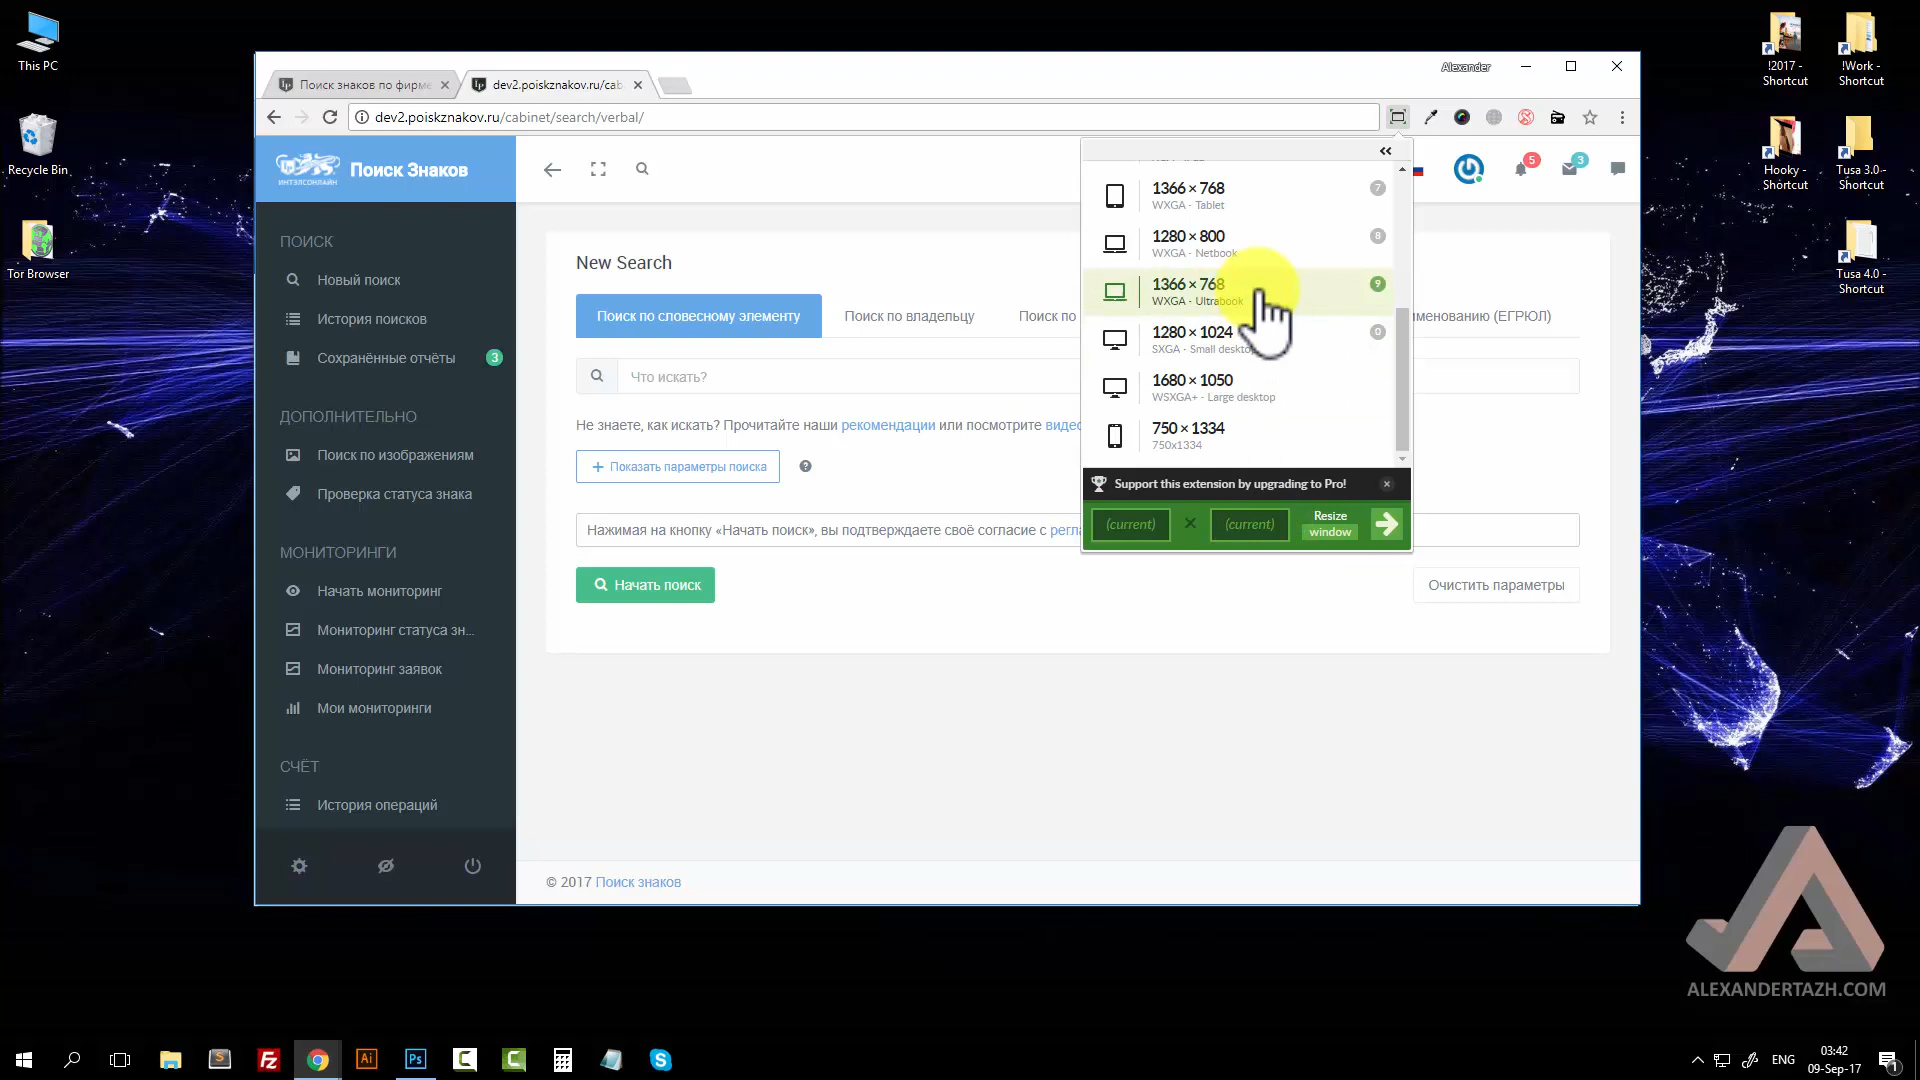 This PC
Recycle Bin
Tor Browser
!2017 -
Shortcut
!Work -
Shortcut
Hooky -
Shortcut
Tusa 3.0 -
Shortcut
Tusa 4.0 -
Shortcut
Alexander
Поиск знаков по фирме
dev2.poiskznakov.ru/cab
dev2.poiskznakov.ru/cabinet/search/verbal/
ИНТЭЛСОНЛАЙН
Поиск Знаков
5
3
ПОИСК
Новый поиск
История поисков
Сохранённые отчёты
3
ДОПОЛНИТЕЛЬНО
Поиск по изображениям
Проверка статуса знака
МОНИТОРИНГИ
Начать мониторинг
Мониторинг статуса зн...
Мониторинг заявок
Мои мониторинги
СЧЁТ
История операций
New Search
Поиск по словесному элементу
Поиск по владельцу
Поиск по
именованию (ЕГРЮЛ)
Что искать?
Не знаете, как искать? Прочитайте наши рекомендации или посмотрите видео
+ Показать параметры поиска
?
Нажимая на кнопку «Начать поиск», вы подтверждаете своё согласие с регла
Начать поиск
Очистить параметры
© 2017 Поиск знаков
1366 × 768
WXGA - Tablet
7
1280 × 800
WXGA - Netbook
8
1366 × 768
WXGA - Ultrabook
9
1280 × 1024
SXGA - Small desktop
0
1680 × 1050
WSXGA+ - Large desktop
750 × 1334
750x1334
Support this extension by upgrading to Pro!
(current)
×
(current)
Resize
window
ALEXANDERTAZH.COM
S
Fz
Ai
Ps
C
C
S
ENG
03:42
09-Sep-17
1